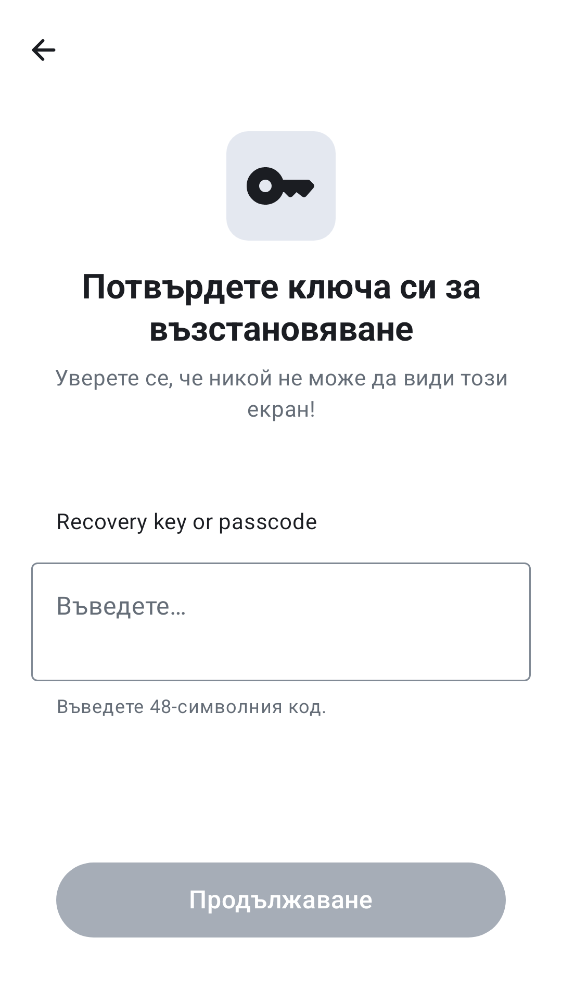 Потвърдете ключа си за
възстановяване
Уверете се, че никой не може да види този
екран!
Recovery key or passcode
Въведете…
Въведете 48-символния код.
Продължаване